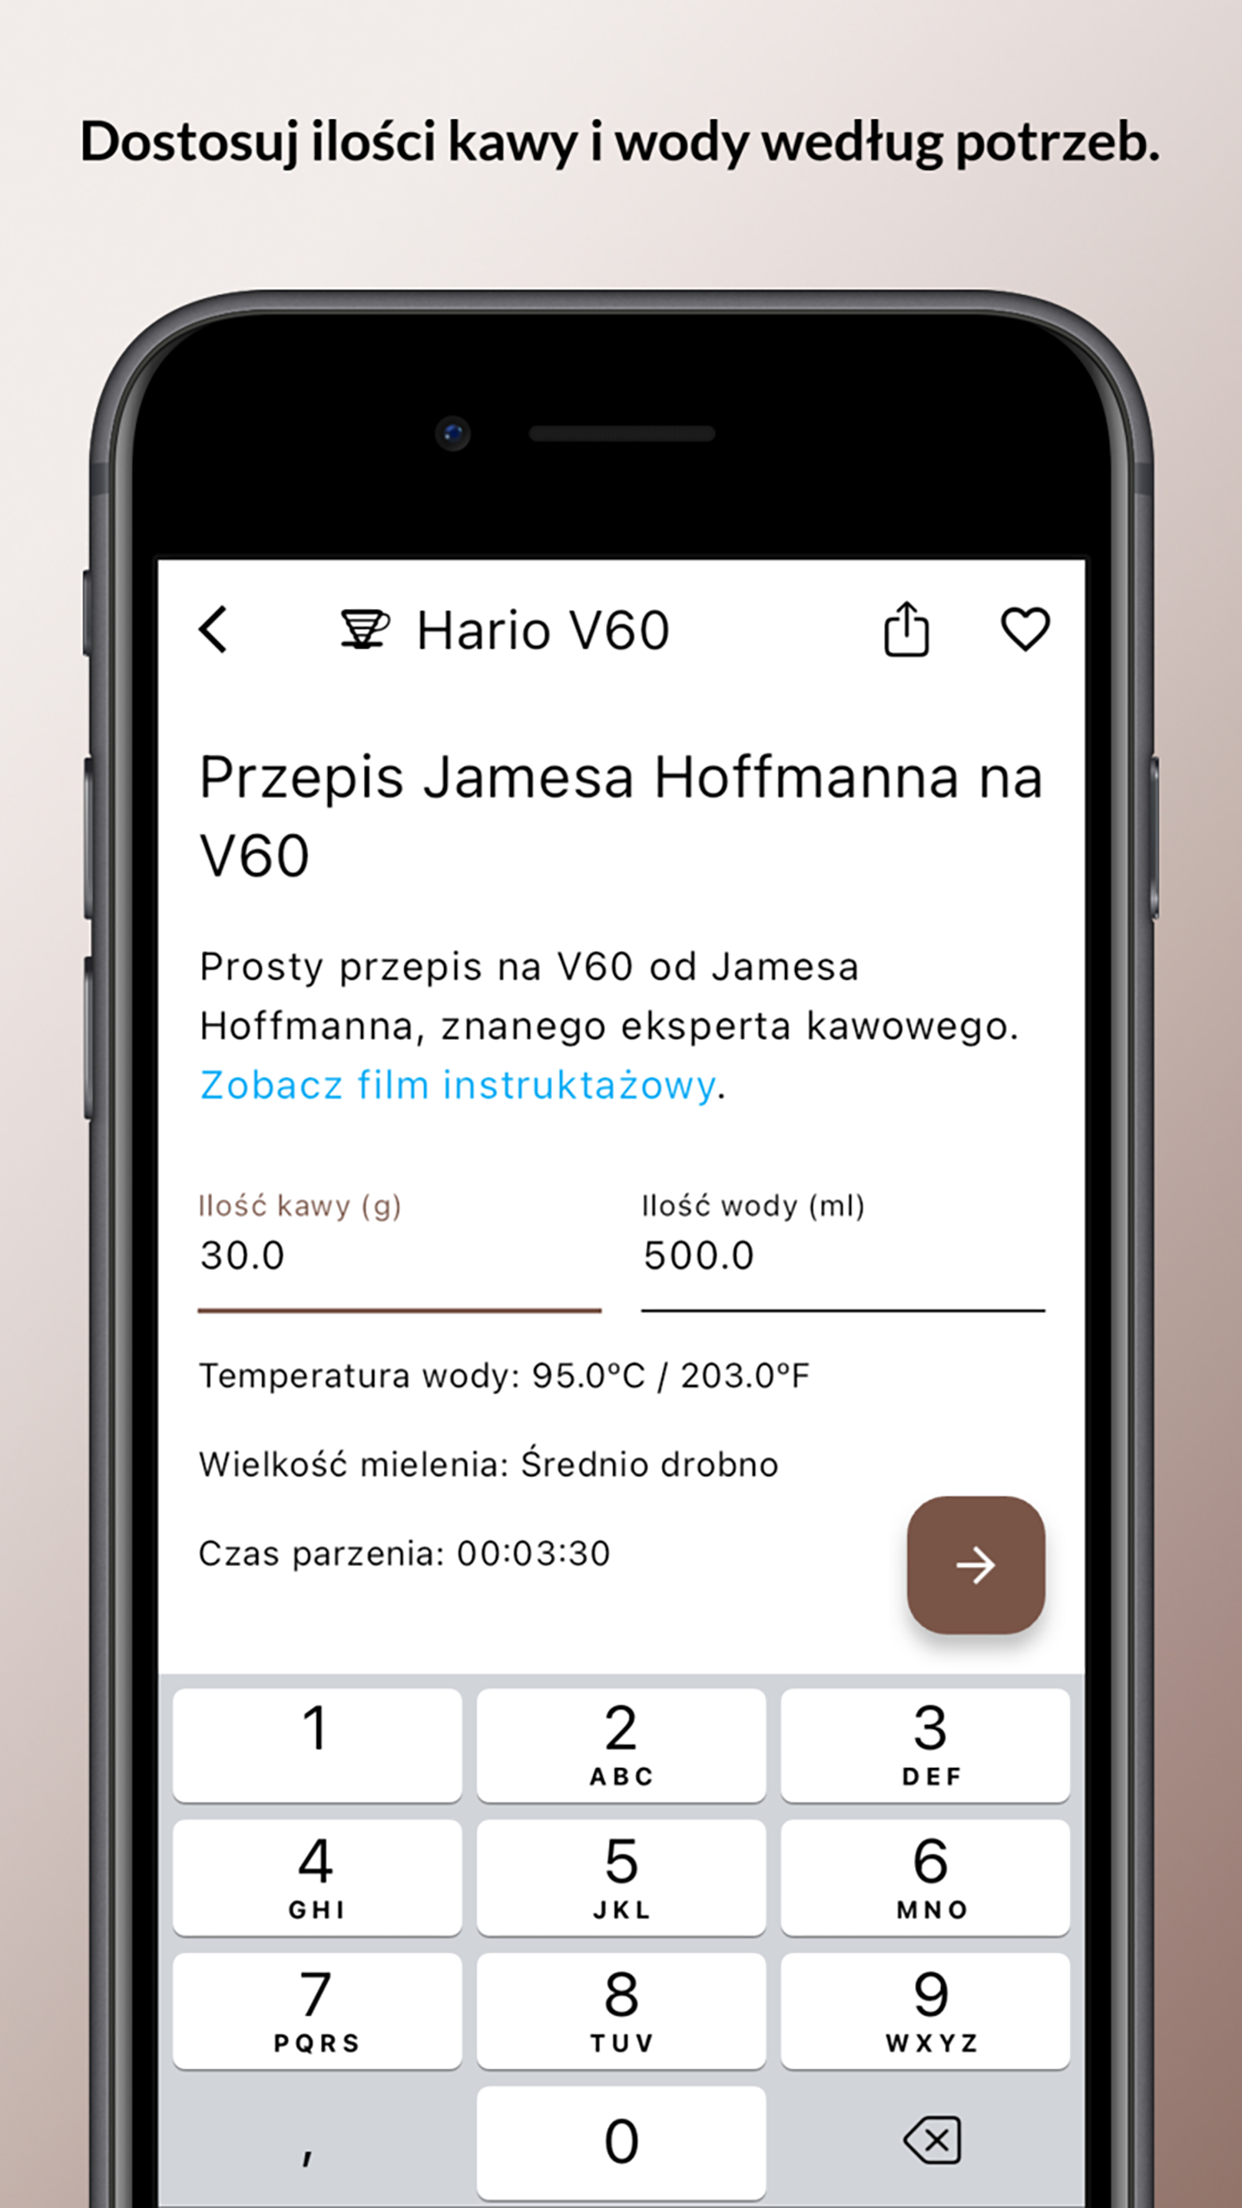 Dostosuj ilości kawy i wody według potrzeb.
Hario V60
Przepis Jamesa Hoffmanna na
V60
Prosty przepis na V60 od Jamesa
Hoffmanna, znanego eksperta kawowego.
Zobacz film instruktażowy.
Ilość kawy (g)
30.0
Ilość wody (ml)
500.0
Temperatura wody: 95.0ºC / 203.0ºF
Wielkość mielenia: Średnio drobno
Czas parzenia: 00:03:30
1
2
ABC
3
DEF
4
GHI
5
JKL
6
MNO
7
PQRS
8
TUV
9
WXYZ
,
0